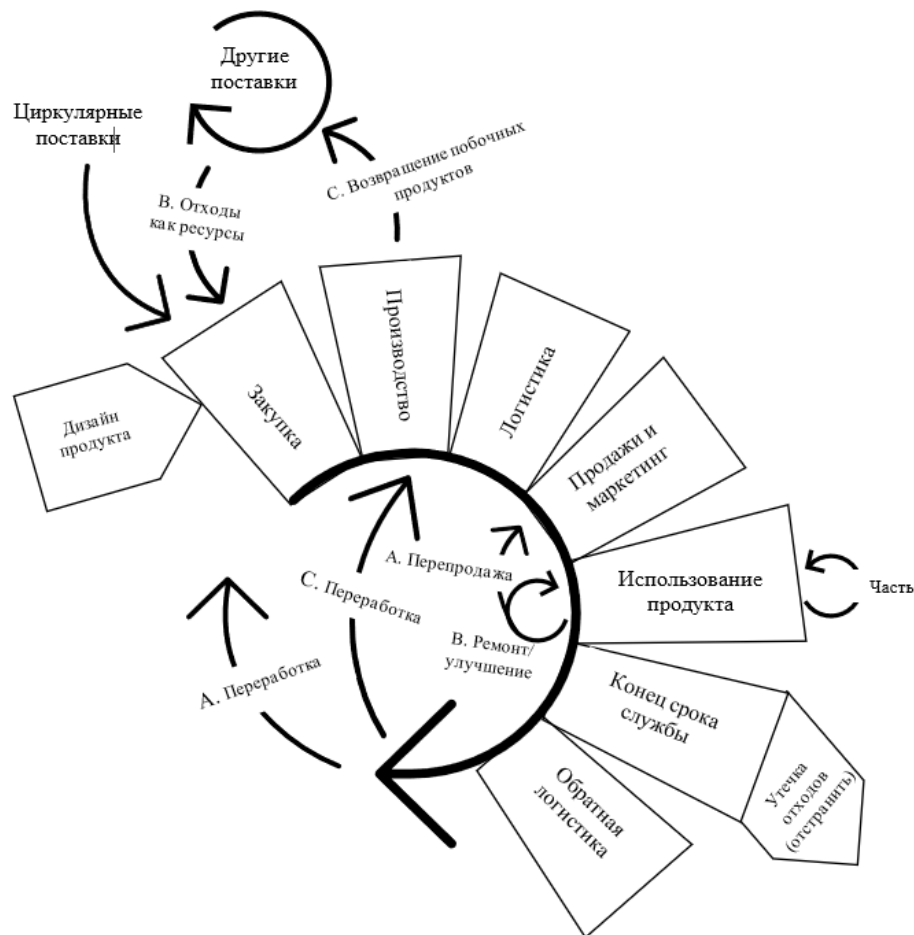 Другие
поставки
Циркулярные
поставки
С. Возвращение побочных
продуктов
В. Отходы
как ресурсы
Дизайн
продукта
Закупка
Производство
Логистика
Продажи и
маркетинг
Использование
продукта
Часть
А. Перепродажа
С. Переработка
В. Ремонт/
улучшение
А. Переработка
Конец срока
службы
Утечка
отходов
(отстранить)
Обратная
логистика